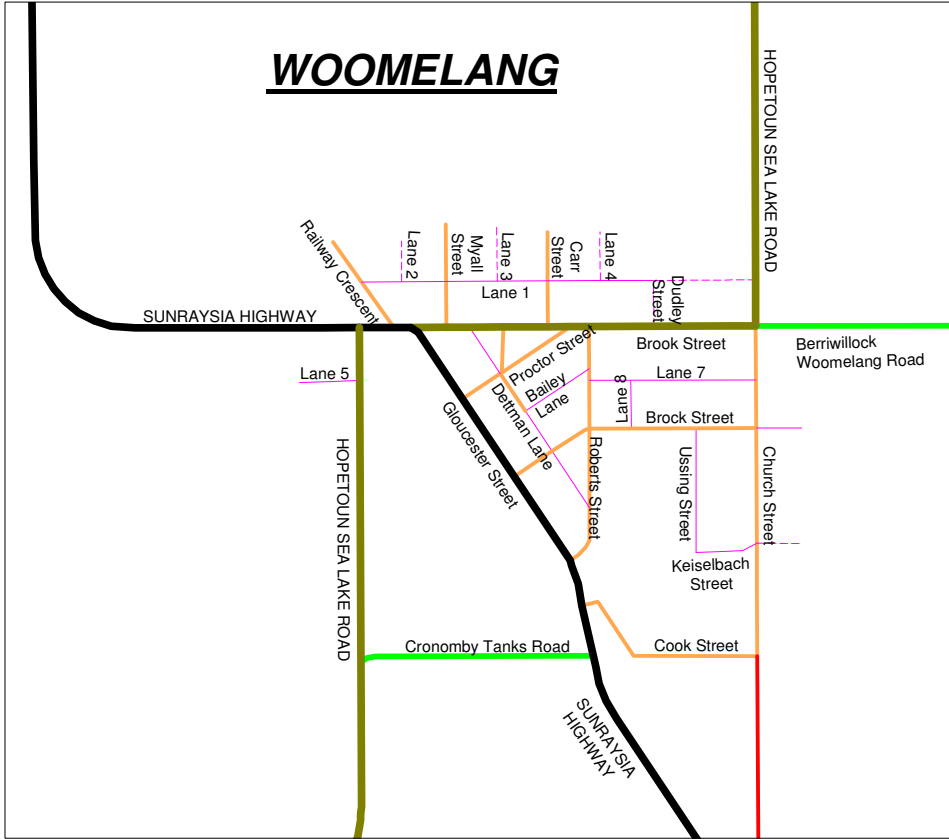 WOOMELANG
HOPETOUN SEA LAKE ROAD
Railway Crescent
Lane 2
Myall
Street
Lane 3
Carr
Street
Lane 4
Lane 1
Dudley
Street
SUNRAYSIA HIGHWAY
Proctor Street
Brook Street
Berriwillock
Woomelang Road
Lane 5
Bailey
Lane
Lane 7
Lane 8
Dettman Lane
Gloucester Street
Brock Street
Roberts Street
Ussing Street
Church Street
HOPETOUN SEA LAKE ROAD
Keiselbach
Street
Cronomby Tanks Road
Cook Street
SUNRAYSIA
HIGHWAY